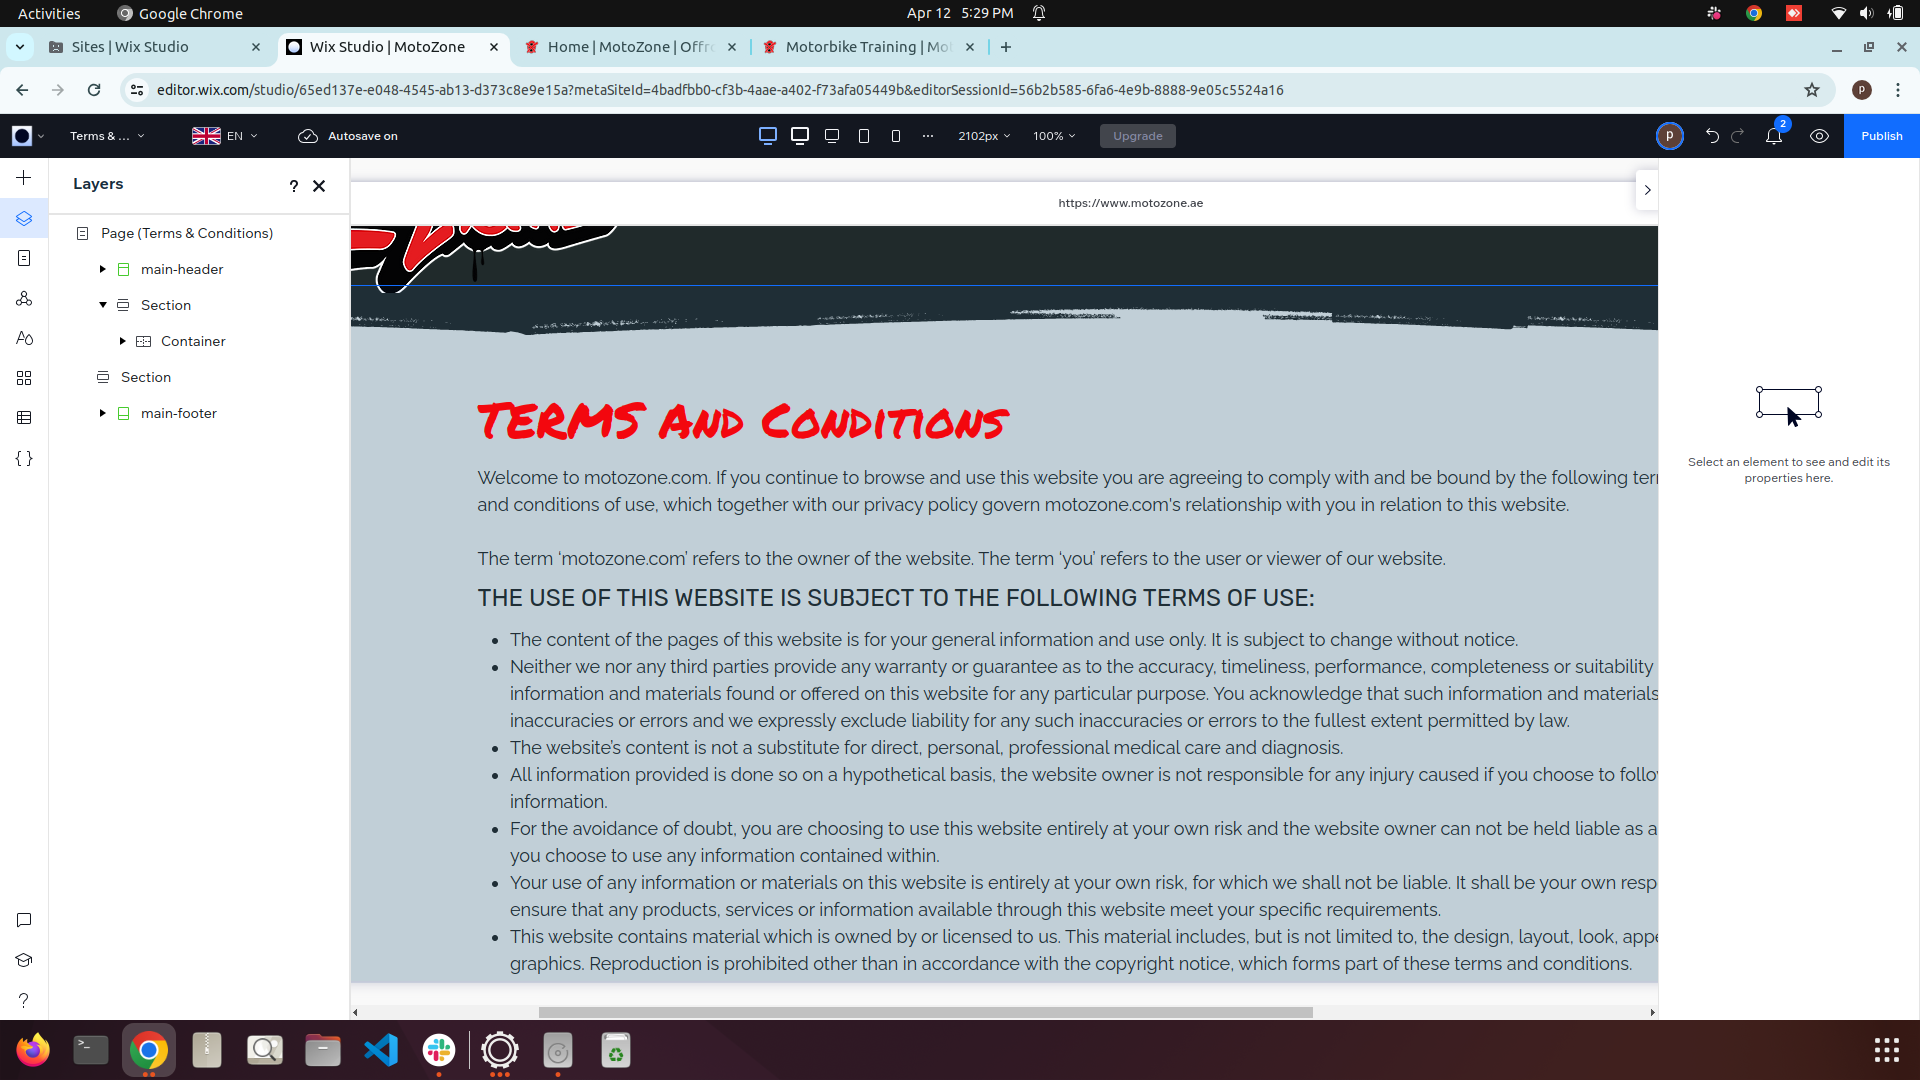 Activities
Google Chrome
Apr 12 5:29 PM
Sites | Wix Studio
Wix Studio | MotoZone
Home | MotoZone | Offr
Motorbike Training | Mo
editor.wix.com/studio/65ed137e-e048-4545-ab13-d373c8e9e15a?metaSiteId=4badfbb0-cf3b-4aae-a402-f73afa05449b&editorSessionId=56b2b585-6fa6-4e9b-8888-9e05c5524a16
p
Terms & ...
EN
Autosave on
2102px
100%
Upgrade
p
2
Publish
Layers
?
Page (Terms & Conditions)
main-header
Section
Container
Section
main-footer
https://www.motozone.ae
TERMS And Conditions
Welcome to motozone.com. If you continue to browse and use this website you are agreeing to comply with and be bound by the following ter
and conditions of use, which together with our privacy policy govern motozone.com's relationship with you in relation to this website.
The term ‘motozone.com’ refers to the owner of the website. The term ‘you’ refers to the user or viewer of our website.
THE USE OF THIS WEBSITE IS SUBJECT TO THE FOLLOWING TERMS OF USE:
• The content of the pages of this website is for your general information and use only. It is subject to change without notice.
• Neither we nor any third parties provide any warranty or guarantee as to the accuracy, timeliness, performance, completeness or suitability
information and materials found or offered on this website for any particular purpose. You acknowledge that such information and materials
inaccuracies or errors and we expressly exclude liability for any such inaccuracies or errors to the fullest extent permitted by law.
• The website’s content is not a substitute for direct, personal, professional medical care and diagnosis.
• All information provided is done so on a hypothetical basis, the website owner is not responsible for any injury caused if you choose to follo
information.
• For the avoidance of doubt, you are choosing to use this website entirely at your own risk and the website owner can not be held liable as a
you choose to use any information contained within.
• Your use of any information or materials on this website is entirely at your own risk, for which we shall not be liable. It shall be your own resp
ensure that any products, services or information available through this website meet your specific requirements.
• This website contains material which is owned by or licensed to us. This material includes, but is not limited to, the design, layout, look, appe
graphics. Reproduction is prohibited other than in accordance with the copyright notice, which forms part of these terms and conditions.
Select an element to see and edit its
properties here.
?